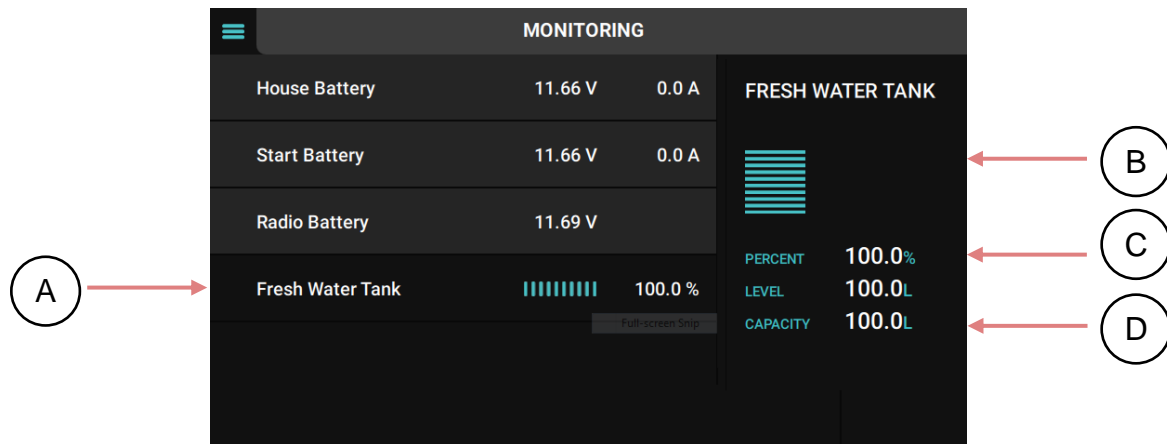 MONITORING
House Battery 11.66 V 0.0 A
Start Battery 11.66 V 0.0 A
Radio Battery 11.69 V
Fresh Water Tank 100.0 %
Full-screen Snip
FRESH WATER TANK
PERCENT 100.0%
LEVEL 100.0L
CAPACITY 100.0L
A
B
C
D